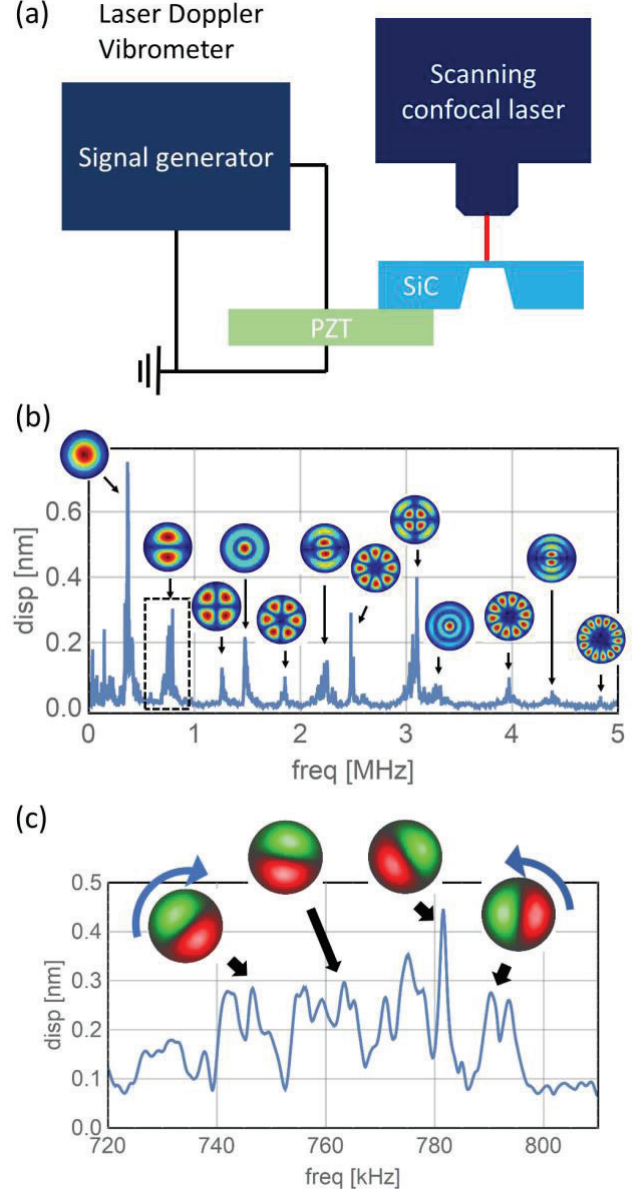 (a)
Laser Doppler
Vibrometer
Signal generator
Scanning
confocal laser
SiC
PZT
(b)
disp [nm]
0.6
0.4
0.2
0.0
0 1 2 3 4 5
freq [MHz]
(c)
disp [nm]
0.5
0.4
0.3
0.2
0.1
0.0
720 740 760 780 800
freq [kHz]